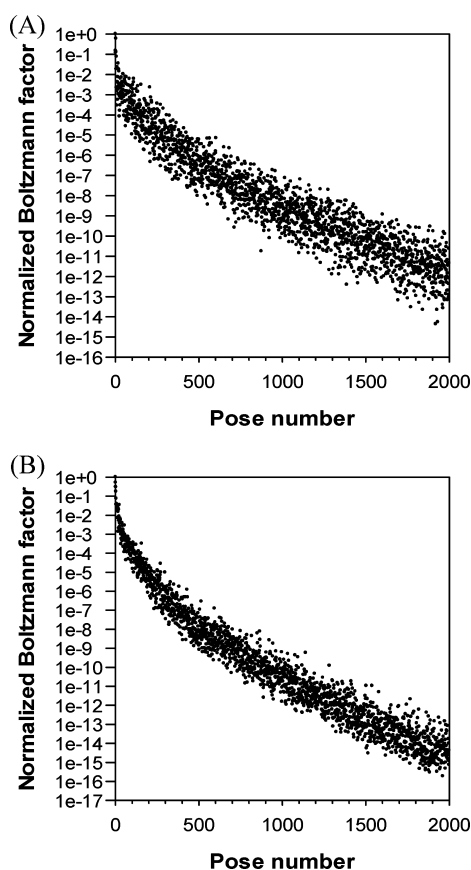 (A)
Normalized Boltzmann factor
1e+0
1e-1
1e-2
1e-3
1e-4
1e-5
1e-6
1e-7
1e-8
1e-9
1e-10
1e-11
1e-12
1e-13
1e-14
1e-15
1e-16
0 500 1000 1500 2000
Pose number
(B)
Normalized Boltzmann factor
1e+0
1e-1
1e-2
1e-3
1e-4
1e-5
1e-6
1e-7
1e-8
1e-9
1e-10
1e-11
1e-12
1e-13
1e-14
1e-15
1e-16
1e-17
0 500 1000 1500 2000
Pose number